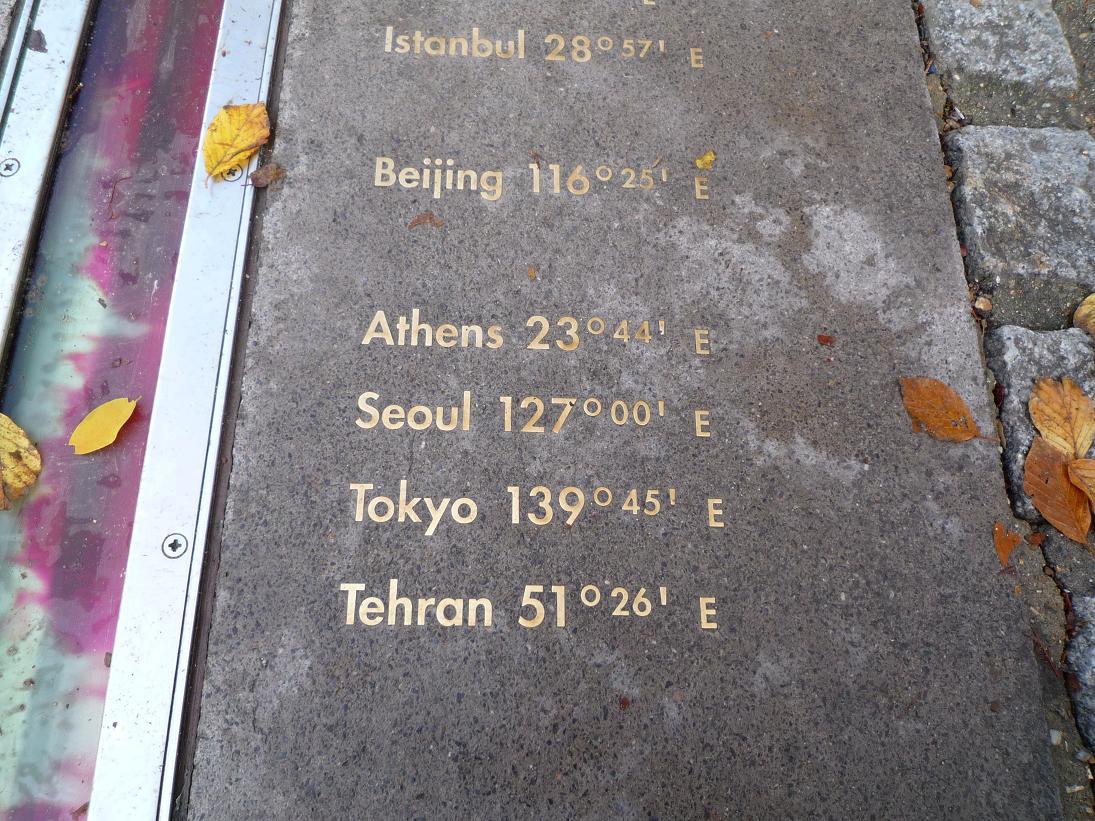 Istanbul 28° 57' E
Beijing 116° 25' E
Athens 23° 44' E
Seoul 127° 00' E
Tokyo 139° 45' E
Tehran 51° 26' E